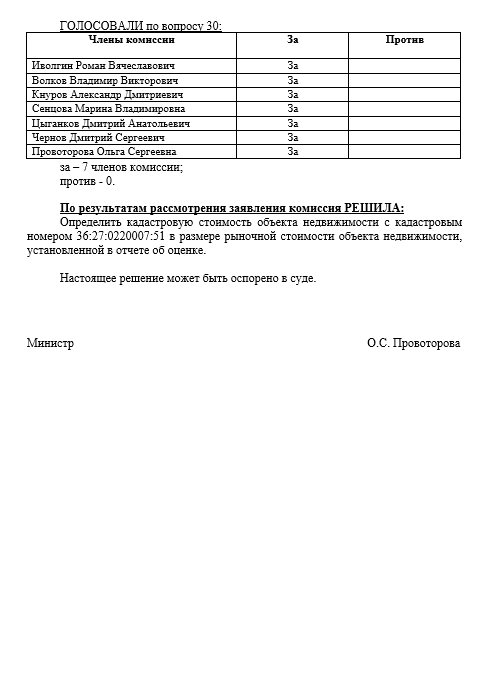 ГОЛОСОВАЛИ по вопросу 30:
Члены комиссии За Против
Иволгин Роман Вячеславович За
Волков Владимир Викторович За
Кнуров Александр Дмитриевич За
Сенцова Марина Владимировна За
Цыганков Дмитрий Анатольевич За
Чернов Дмитрий Сергеевич За
Провоторова Ольга Сергеевна За
за – 7 членов комиссии;
против - 0.
По результатам рассмотрения заявления комиссия РЕШИЛА:
Определить кадастровую стоимость объекта недвижимости с кадастровым
номером 36:27:0220007:51 в размере рыночной стоимости объекта недвижимости,
установленной в отчете об оценке.
Настоящее решение может быть оспорено в суде.
Министр О.С. Провоторова